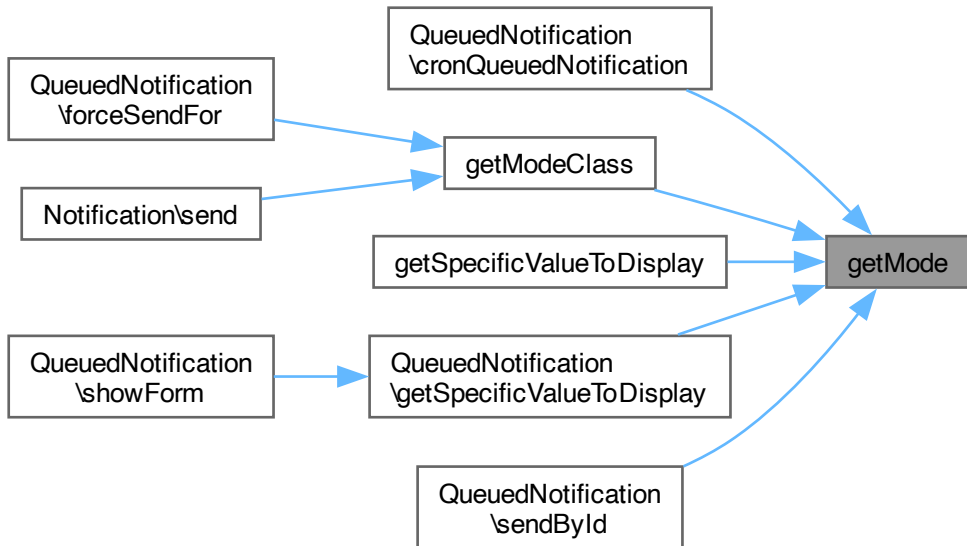 QueuedNotification
\cronQueuedNotification
QueuedNotification
\forceSendFor
getModeClass
Notification\send
getSpecificValueToDisplay
getMode
QueuedNotification
\showForm
QueuedNotification
\getSpecificValueToDisplay
QueuedNotification
\sendById